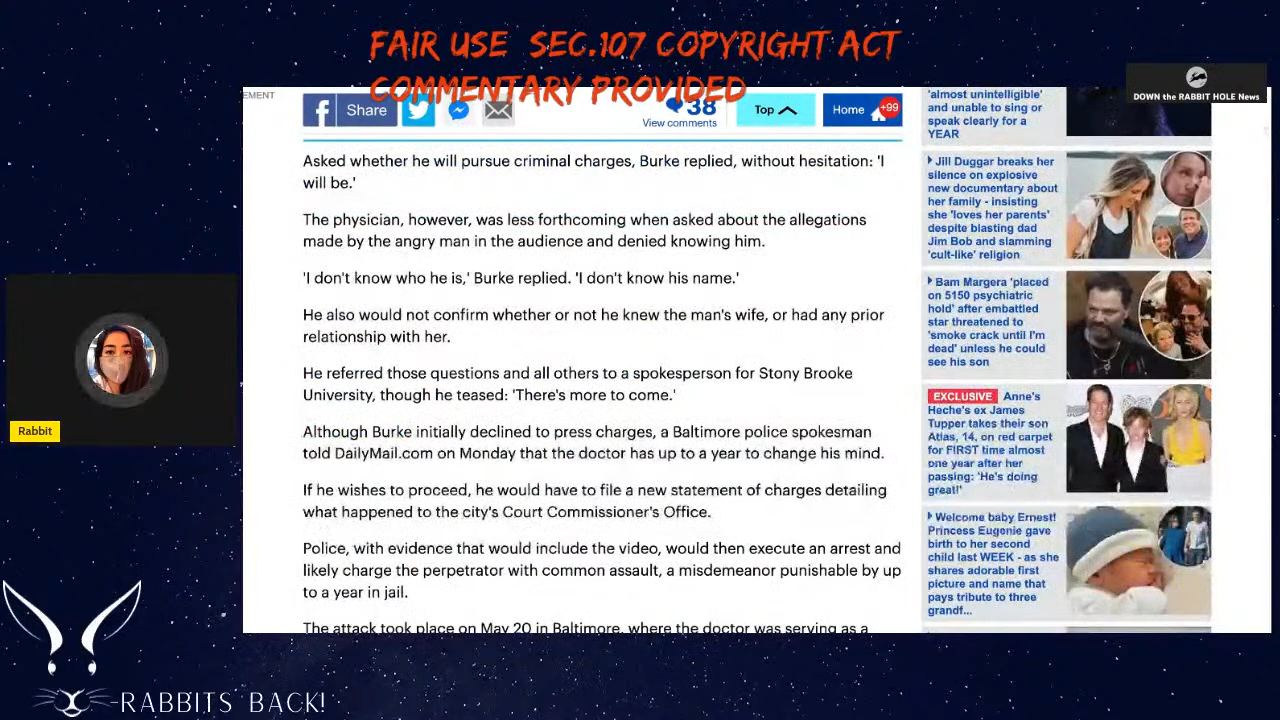 FAIR USE SEC.107 COPYRIGHT ACT
COMMENTARY PROVIDED
DOWN the RABBIT HOLE News
EMENT
Share
38
View comments
Top
Home
+99
Asked whether he will pursue criminal charges, Burke replied, without hesitation: 'I
will be.'
The physician, however, was less forthcoming when asked about the allegations
made by the angry man in the audience and denied knowing him.
'I don't know who he is,' Burke replied. 'I don't know his name.'
He also would not confirm whether or not he knew the man's wife, or had any prior
relationship with her.
He referred those questions and all others to a spokesperson for Stony Brooke
University, though he teased: 'There's more to come.'
Although Burke initially declined to press charges, a Baltimore police spokesman
told DailyMail.com on Monday that the doctor has up to a year to change his mind.
If he wishes to proceed, he would have to file a new statement of charges detailing
what happened to the city's Court Commissioner's Office.
Police, with evidence that would include the video, would then execute an arrest and
likely charge the perpetrator with common assault, a misdemeanor punishable by up
to a year in jail.
The attack took place on May 20 in Baltimore, where the doctor was serving as a
'almost unintelligible'
and unable to sing or
speak clearly for a
YEAR
Jill Duggar breaks her
silence on explosive
new documentary about
her family - insisting
she 'loves her parents'
despite blasting dad
Jim Bob and slamming
'cult-like' religion
Bam Margera 'placed
on 5150 psychiatric
hold' after embattled
star threatened to
'smoke crack until I'm
dead' unless he could
see his son
EXCLUSIVE Anne's
Heche's ex James
Tupper takes their son
Atlas, 14, on red carpet
for FIRST time almost
one year after her
passing: 'He's doing
great!'
Welcome baby Ernest!
Princess Eugenie gave
birth to her second
child last WEEK - as she
shares adorable first
picture and name that
pays tribute to three
grandf...
Rabbit
RABBITS BACK!